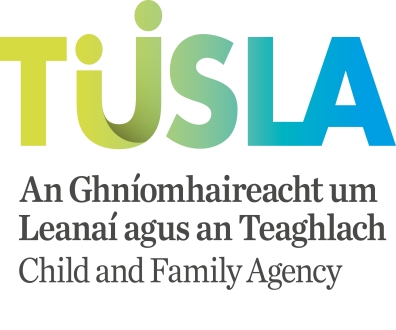 TUSLA
An Ghníomhaireacht um
Leanaí agus an Teaghlach
Child and Family Agency